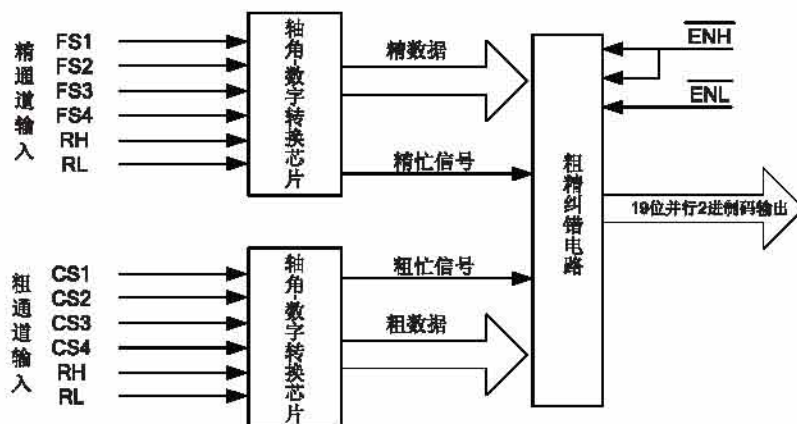 精通道输入
FS1
FS2
FS3
FS4
RH
RL
轴角-数字转换芯片
精数据
精忙信号
粗通道输入
CS1
CS2
CS3
CS4
RH
RL
轴角-数字转换芯片
粗忙信号
粗数据
粗精纠错电路
ENH
ENL
19位并行2进制码输出